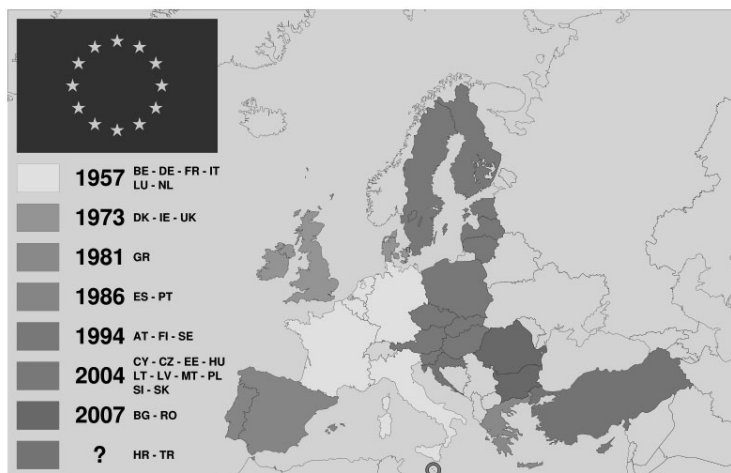 1957 BE - DE - FR - IT
LU - NL
1973 DK - IE - UK
1981 GR
1986 ES - PT
1994 AT - FI - SE
2004 CY - CZ - EE - HU
LT - LV - MT - PL
SI - SK
2007 BG - RO
? HR - TR